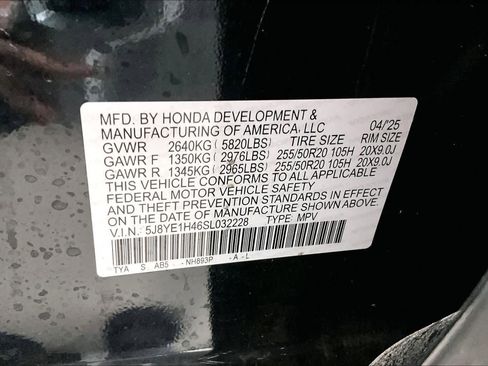 MFD. BY HONDA DEVELOPMENT &
MANUFACTURING OF AMERICA, LLC 04/'25
GVWR 2640KG( 5820LBS) TIRE SIZE RIM SIZE
GAWR F 1350KG( 2976LBS) 255/50R20 105H 20X9.0J
GAWR R 1345KG( 2965LBS) 255/50R20 105H 20X9.0J
THIS VEHICLE CONFORMS TO ALL APPLICABLE
FEDERAL MOTOR VEHICLE SAFETY
STANDARDS AND THEFT PREVENTION STANDARDS IN EFFECT
ON THE DATE OF MANUFACTURE SHOWN ABOVE.
V.I.N.: 5J8YE1H46SL032228 TYPE: MPV
TYA S AB5 - NH893P - A - L